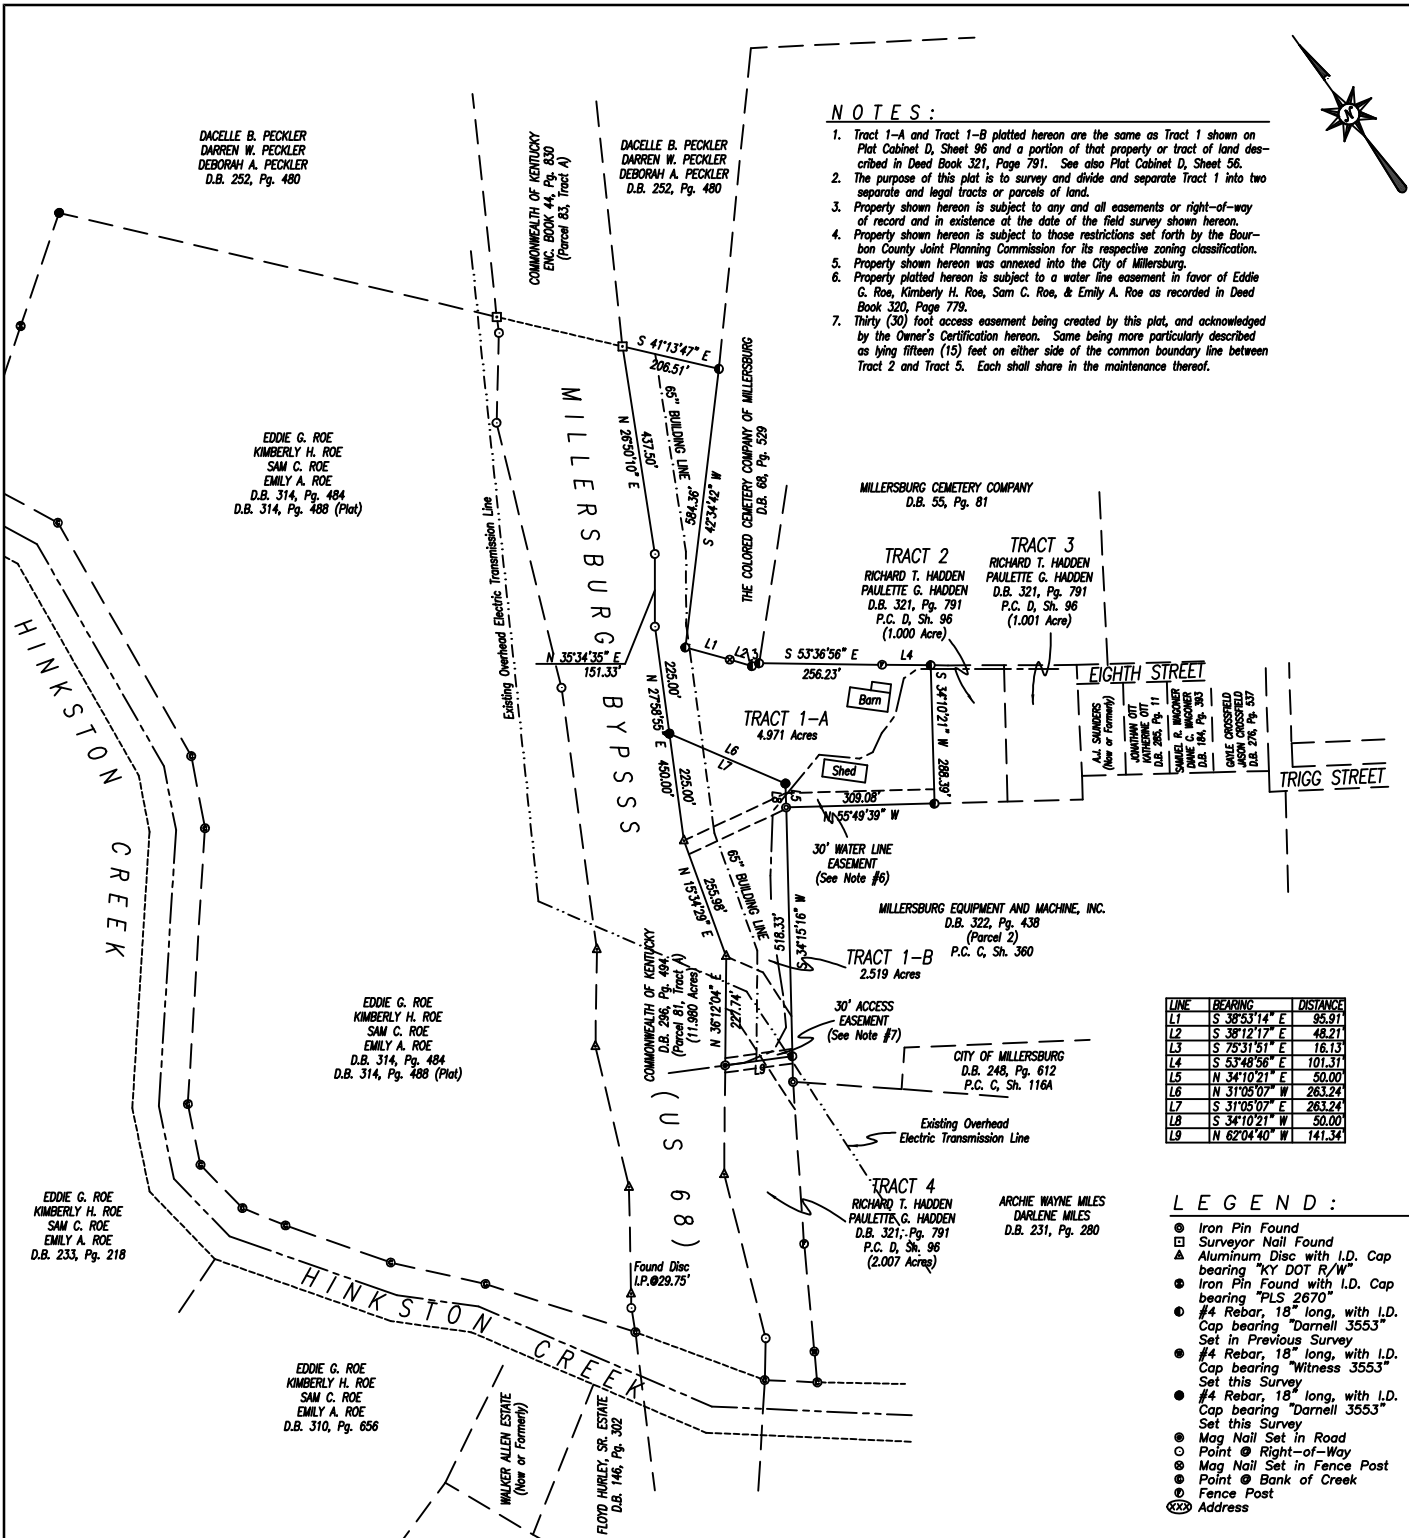 DACELLE B. PECKLER
DARREN W. PECKLER
DEBORAH A. PECKLER
D.B. 252, Pg. 480
COMMONWEALTH OF KENTUCKY
ENC. BOOK 44, Pg. 830
(Parcel 83, Tract A)
DACELLE B. PECKLER
DARREN W. PECKLER
DEBORAH A. PECKLER
D.B. 252, Pg. 480
N
NOTES:
1. Tract 1-A and Tract 1-B platted hereon are the same as Tract 1 shown on
Plat Cabinet D, Sheet 96 and a portion of that property or tract of land des-
cribed in Deed Book 321, Page 791. See also Plat Cabinet D, Sheet 56.
2. The purpose of this plat is to survey and divide and separate Tract 1 into two
separate and legal tracts or parcels of land.
3. Property shown hereon is subject to any and all easements or right-of-way
of record and in existence at the date of the field survey shown hereon.
4. Property shown hereon is subject to those restrictions set forth by the Bour-
bon County Joint Planning Commission for its respective zoning classification.
5. Property shown hereon was annexed into the City of Millersburg.
6. Property platted hereon is subject to a water line easement in favor of Eddie
G. Roe, Kimberly H. Roe, Sam C. Roe, & Emily A. Roe as recorded in Deed
Book 320, Page 779.
7. Thirty (30) foot access easement being created by this plat, and acknowledged
by the Owner's Certification hereon. Same being more particularly described
as lying fifteen (15) feet on either side of the common boundary line between
Tract 2 and Tract 5. Each shall share in the maintenance thereof.
S 41°13'47" E
206.51'
65'' BUILDING LINE
N 26°50'10" E
437.50'
584.36'
S 42°34'42" W
THE COLORED CEMETERY COMPANY OF MILLERSBURG
D.B. 68, Pg. 529
EDDIE G. ROE
KIMBERLY H. ROE
SAM C. ROE
EMILY A. ROE
D.B. 314, Pg. 484
D.B. 314, Pg. 488 (Plat)
Existing Overhead Electric Transmission Line
MILLERSBURG BYPSSS
(US 68)
MILLERSBURG CEMETERY COMPANY
D.B. 55, Pg. 81
TRACT 2
RICHARD T. HADDEN
PAULETTE G. HADDEN
D.B. 321, Pg. 791
P.C. D, Sh. 96
(1.000 Acre)
TRACT 3
RICHARD T. HADDEN
PAULETTE G. HADDEN
D.B. 321, Pg. 791
P.C. D, Sh. 96
(1.001 Acre)
HINKSTON CREEK
N 35°34'35" E
151.33'
L1
L2
L3
S 53°36'56" E
256.23'
L4
EIGHTH STREET
A.J. SAUNDERS
(Now or Formerly)
JONATHAN OTT
KATHERINE OTT
D.B. 285, Pg. 11
SAMUEL R. WAGONER
DIANE C. WAGONER
D.B. 184, Pg. 393
GAYLE CROSSFIELD
JASON CROSSFIELD
D.B. 276, Pg. 537
TRIGG STREET
225.00'
N 27°58'55" E
450.00'
225.00'
TRACT 1-A
4.971 Acres
Barn
Shed
S 34°10'21" W
288.39'
L6
L7
L8
L5
309.08'
N 55°49'39" W
30' WATER LINE
EASEMENT
(See Note #6)
N 15°34'29" E
255.98'
65'' BUILDING LINE
518.33'
S 34°15'16" W
MILLERSBURG EQUIPMENT AND MACHINE, INC.
D.B. 322, Pg. 438
(Parcel 2)
P.C. C, Sh. 360
TRACT 1-B
2.519 Acres
COMMONWEALTH OF KENTUCKY
D.B. 296, Pg. 494
(Parcel 81, Tract A)
(11.980 Acres)
N 36°12'04" E
227.74'
30' ACCESS
EASEMENT
(See Note #7)
L9
CITY OF MILLERSBURG
D.B. 248, Pg. 612
P.C. C, Sh. 116A
EDDIE G. ROE
KIMBERLY H. ROE
SAM C. ROE
EMILY A. ROE
D.B. 314, Pg. 484
D.B. 314, Pg. 488 (Plat)
Existing Overhead
Electric Transmission Line
LINE BEARING DISTANCE
L1 S 38°53'14" E 95.91'
L2 S 38°12'17" E 48.21'
L3 S 75°31'51" E 16.13'
L4 S 53°48'56" E 101.31'
L5 N 34°10'21" E 50.00'
L6 N 31°05'07" W 263.24'
L7 S 31°05'07" E 263.24'
L8 S 34°10'21" W 50.00'
L9 N 62°04'40" W 141.34'
TRACT 4
RICHARD T. HADDEN
PAULETTE G. HADDEN
D.B. 321, Pg. 791
P.C. D, Sh. 96
(2.007 Acres)
ARCHIE WAYNE MILES
DARLENE MILES
D.B. 231, Pg. 280
EDDIE G. ROE
KIMBERLY H. ROE
SAM C. ROE
EMILY A. ROE
D.B. 233, Pg. 218
Found Disc
I.P.@29.75'
HINKSTON CREEK
EDDIE G. ROE
KIMBERLY H. ROE
SAM C. ROE
EMILY A. ROE
D.B. 310, Pg. 656
WALKER ALLEN ESTATE
(Now or Formerly)
FLOYD HURLEY, SR. ESTATE
D.B. 146, Pg. 302
LEGEND:
Iron Pin Found
Surveyor Nail Found
Aluminum Disc with I.D. Cap
bearing "KY DOT R/W"
Iron Pin Found with I.D. Cap
bearing "PLS 2670"
#4 Rebar, 18" long, with I.D.
Cap bearing "Darnell 3553"
Set in Previous Survey
#4 Rebar, 18" long, with I.D.
Cap bearing "Witness 3553"
Set this Survey
#4 Rebar, 18" long, with I.D.
Cap bearing "Darnell 3553"
Set this Survey
Mag Nail Set in Road
Point @ Right-of-Way
Mag Nail Set in Fence Post
Point @ Bank of Creek
Fence Post
XXX Address